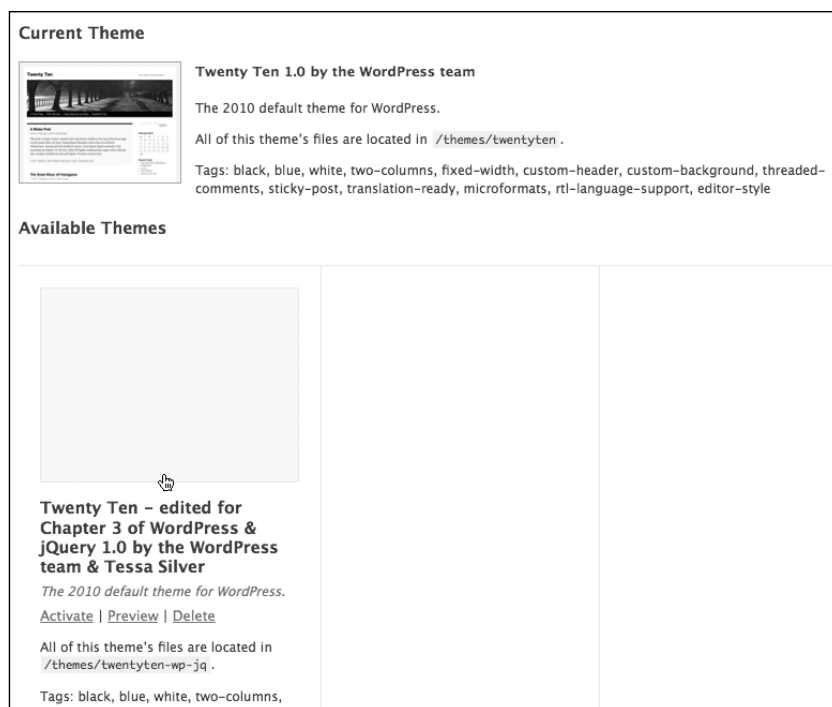 Current Theme
Twenty Ten
Twenty Ten 1.0 by the WordPress team
The 2010 default theme for WordPress.
All of this theme's files are located in /themes/twentyten .
Tags: black, blue, white, two-columns, fixed-width, custom-header, custom-background, threaded-
comments, sticky-post, translation-ready, microformats, rtl-language-support, editor-style
A Sticky Post
Available Themes
Twenty Ten – edited for
Chapter 3 of WordPress &
jQuery 1.0 by the WordPress
team & Tessa Silver
The 2010 default theme for WordPress.
Activate | Preview | Delete
All of this theme's files are located in
/themes/twentyten-wp-jq .
Tags: black, blue, white, two-columns,